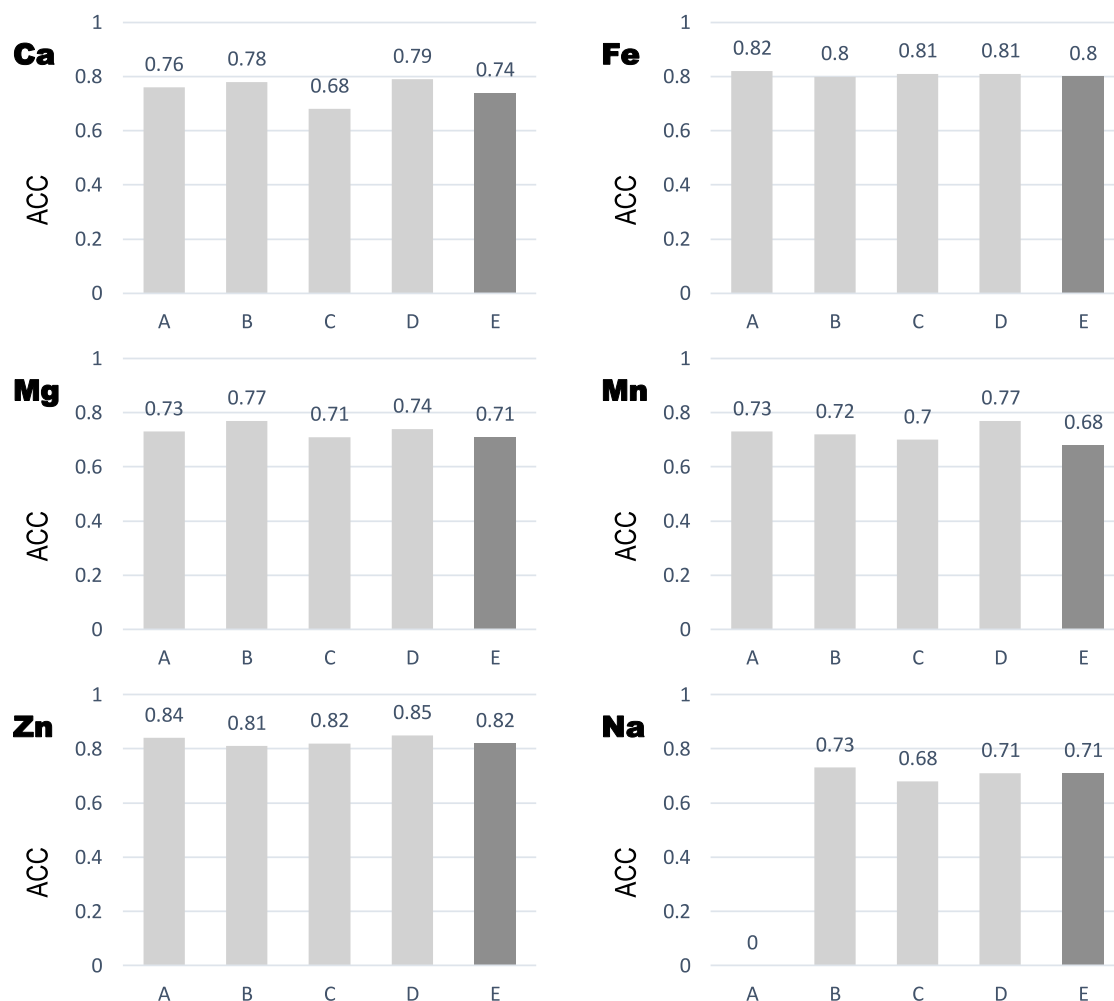 Ca
ACC
1
0.8
0.6
0.4
0.2
0
0.76 0.78 0.68 0.79 0.74
A B C D E
Fe
ACC
1
0.8
0.6
0.4
0.2
0
0.82 0.8 0.81 0.81 0.8
A B C D E
Mg
ACC
1
0.8
0.6
0.4
0.2
0
0.73 0.77 0.71 0.74 0.71
A B C D E
Mn
ACC
1
0.8
0.6
0.4
0.2
0
0.73 0.72 0.7 0.77 0.68
A B C D E
Zn
ACC
1
0.8
0.6
0.4
0.2
0
0.84 0.81 0.82 0.85 0.82
A B C D E
Na
ACC
1
0.8
0.6
0.4
0.2
0
0 0.73 0.68 0.71 0.71
A B C D E